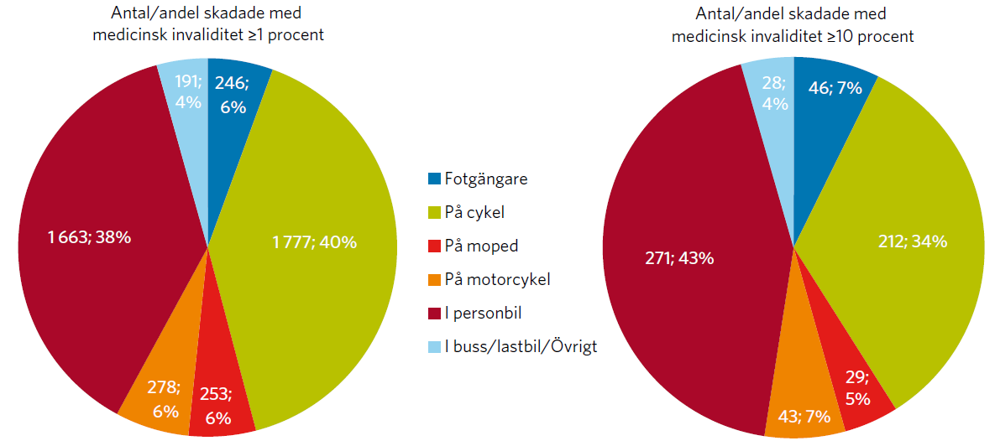 Antal/andel skadade med
medicinsk invaliditet ≥1 procent
191;
4%
246;
6%
1 663; 38%
1 777; 40%
278;
6%
253;
6%
Fotgängare
På cykel
På moped
På motorcykel
I personbil
I buss/lastbil/Övrigt
Antal/andel skadade med
medicinsk invaliditet ≥10 procent
28;
4%
46; 7%
271; 43%
212; 34%
43; 7%
29;
5%